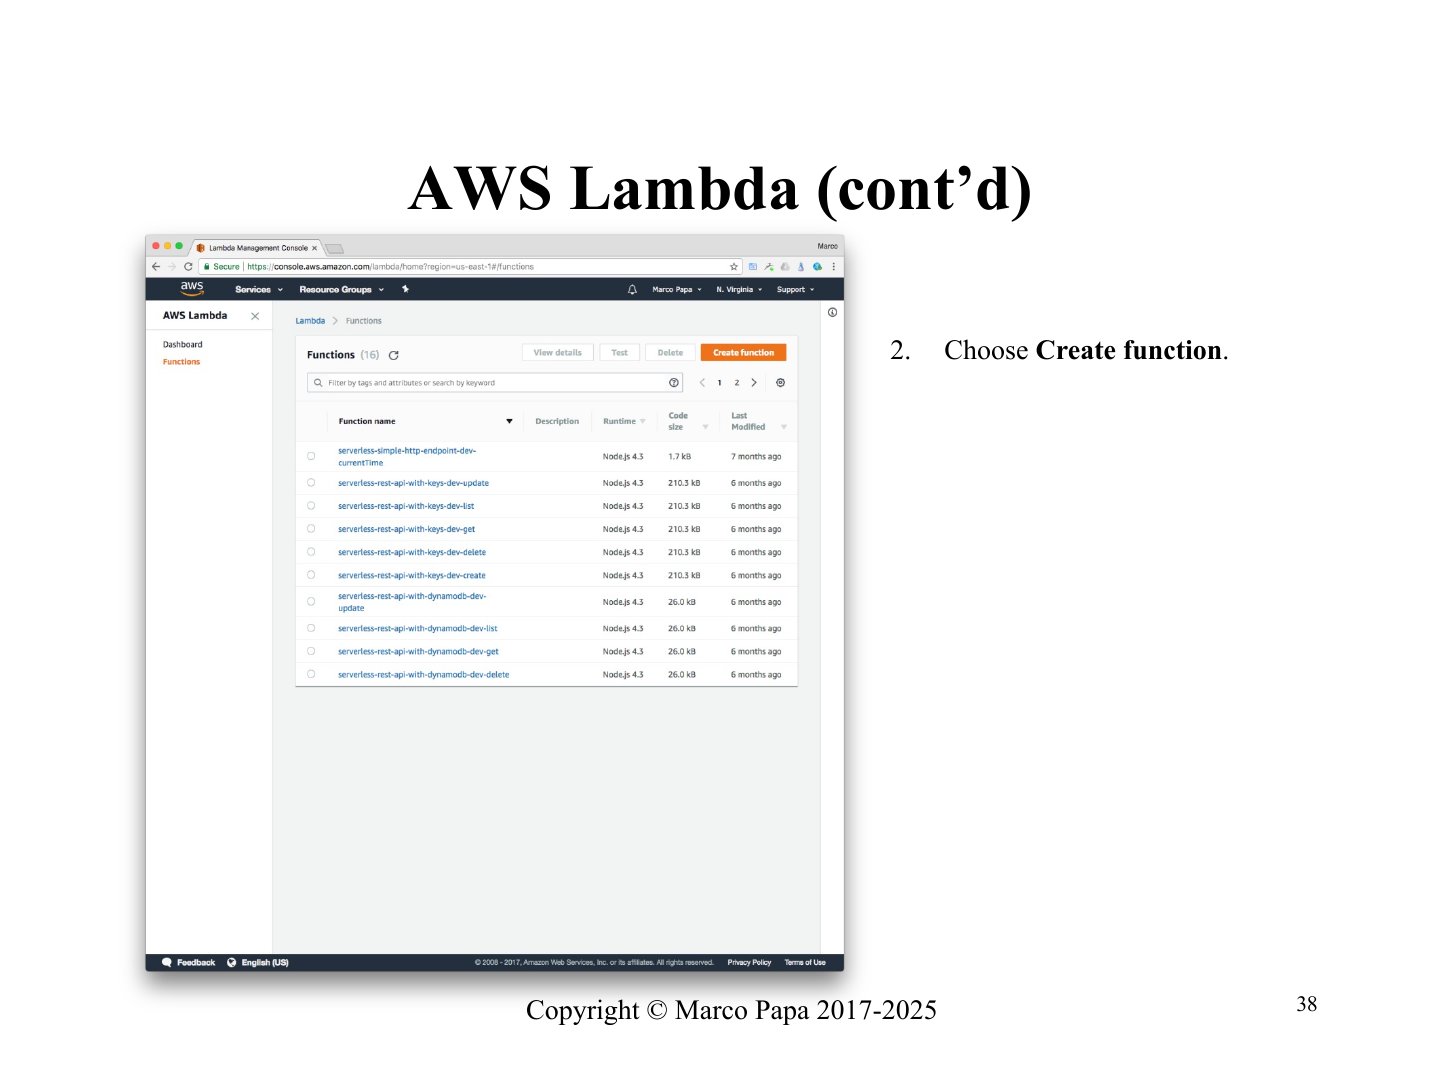 AWS Lambda (cont’d)
Lambda Management Console ×
Marco
Secure | https://console.aws.amazon.com/lambda/home?region=us-east-1#/functions
aws Services Resource Groups Marco Papa N. Virginia Support
AWS Lambda
Dashboard
Functions
Lambda > Functions
Functions (16) View details Test Delete Create function
Filter by tags and attributes or search by keyword < 1 2 >
Function name Description Runtime Code size Last Modified
serverless-simple-http-endpoint-dev-
currentTime Node.js 4.3 1.7 kB 7 months ago
serverless-rest-api-with-keys-dev-update Node.js 4.3 210.3 kB 6 months ago
serverless-rest-api-with-keys-dev-list Node.js 4.3 210.3 kB 6 months ago
serverless-rest-api-with-keys-dev-get Node.js 4.3 210.3 kB 6 months ago
serverless-rest-api-with-keys-dev-delete Node.js 4.3 210.3 kB 6 months ago
serverless-rest-api-with-keys-dev-create Node.js 4.3 210.3 kB 6 months ago
serverless-rest-api-with-dynamodb-dev-
update Node.js 4.3 26.0 kB 6 months ago
serverless-rest-api-with-dynamodb-dev-list Node.js 4.3 26.0 kB 6 months ago
serverless-rest-api-with-dynamodb-dev-get Node.js 4.3 26.0 kB 6 months ago
serverless-rest-api-with-dynamodb-dev-delete Node.js 4.3 26.0 kB 6 months ago
Feedback English (US) © 2008 - 2017, Amazon Web Services, Inc. or its affiliates. All rights reserved. Privacy Policy Terms of Use
2. Choose Create function.
Copyright © Marco Papa 2017-2025
38